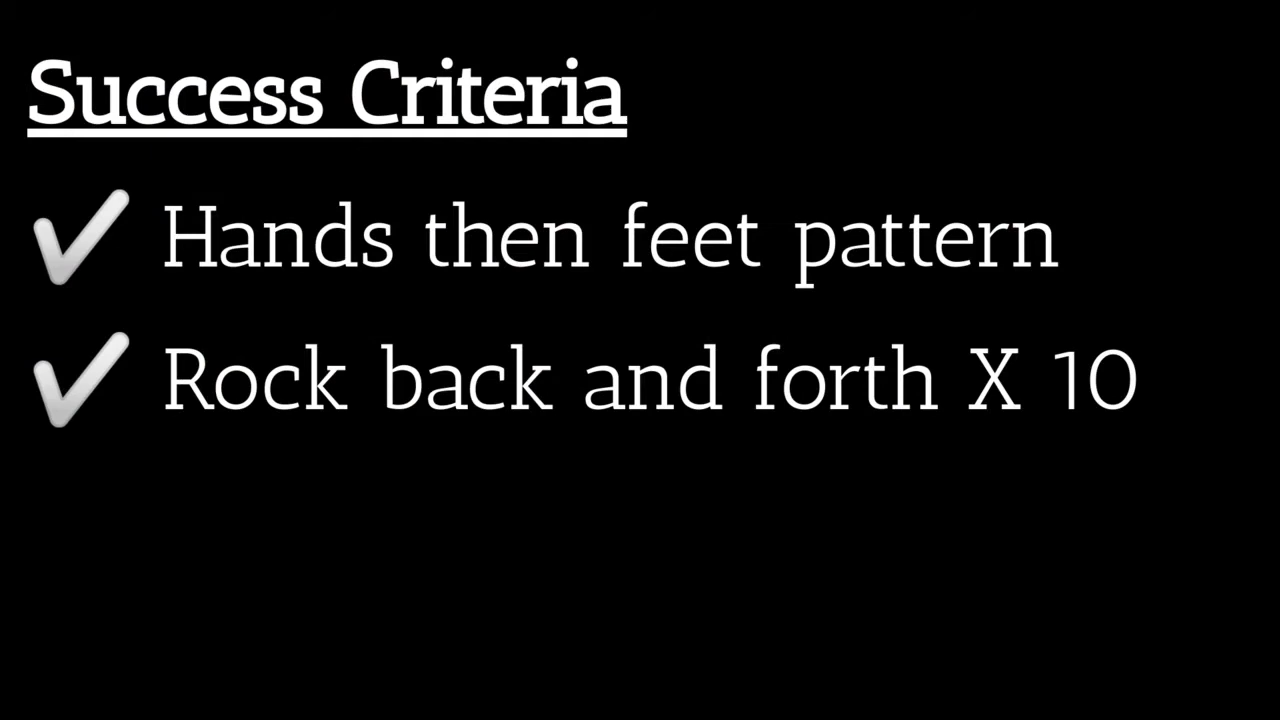 Success Criteria
✔ Hands then feet pattern
✔ Rock back and forth X 10